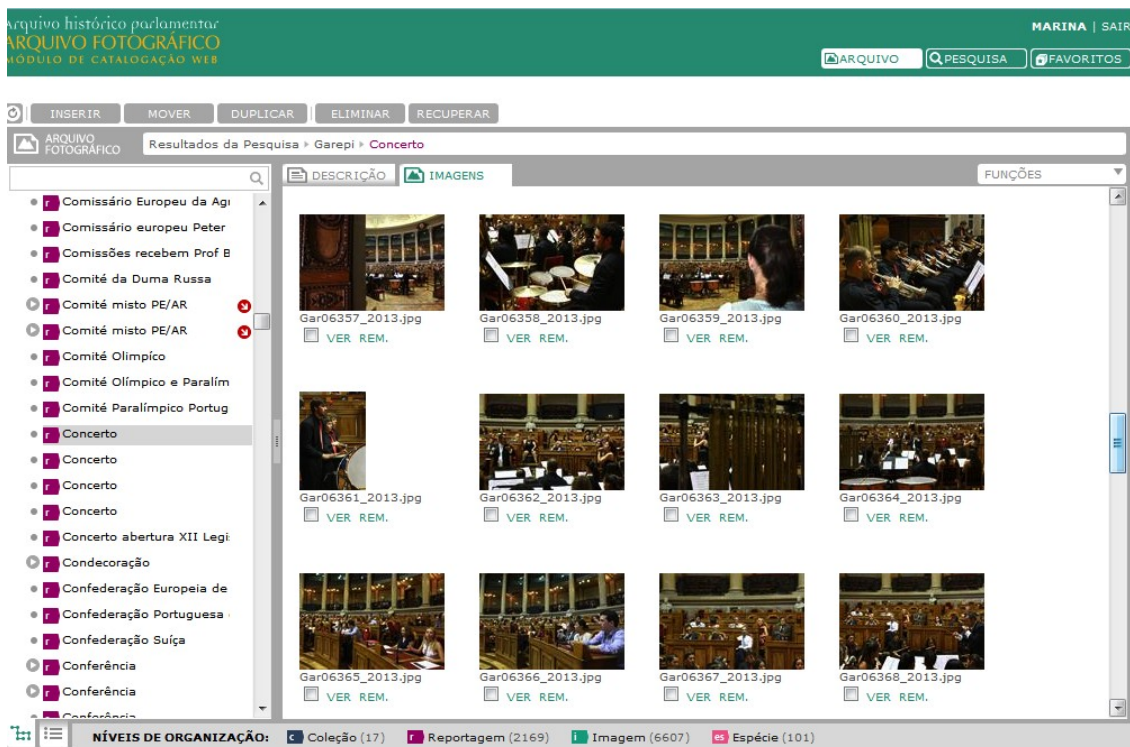 Arquivo histórico parlamentar
ARQUIVO FOTOGRÁFICO
MÓDULO DE CATALOGAÇÃO WEB
MARINA | SAIR
ARQUIVO PESQUISA FAVORITOS
INSERIR MOVER DUPLICAR ELIMINAR RECUPERAR
ARQUIVO FOTOGRÁFICO
Resultados da Pesquisa Garepi Concerto
DESCRIÇÃO IMAGENS FUNÇÕES
r Comissário Europeu da Agr
r Comissário europeu Peter
r Comissões recebem Prof B
r Comité da Duma Russa
r Comité misto PE/AR
r Comité misto PE/AR
r Comité Olimpíco
r Comité Olímpico e Paralím
r Comité Paralímpico Portug
r Concerto
r Concerto
r Concerto
r Concerto
r Concerto abertura XII Legi
r Condecoração
r Confederação Europeia de
r Confederação Portuguesa
r Confederação Suíça
r Conferência
r Conferência
r Conferência
Gar06357_2013.jpg Gar06358_2013.jpg Gar06359_2013.jpg Gar06360_2013.jpg
VER REM. VER REM. VER REM. VER REM.
Gar06361_2013.jpg Gar06362_2013.jpg Gar06363_2013.jpg Gar06364_2013.jpg
VER REM. VER REM. VER REM. VER REM.
Gar06365_2013.jpg Gar06366_2013.jpg Gar06367_2013.jpg Gar06368_2013.jpg
VER REM. VER REM. VER REM. VER REM.
NÍVEIS DE ORGANIZAÇÃO: c Coleção (17) r Reportagem (2169) i Imagem (6607) es Espécie (101)